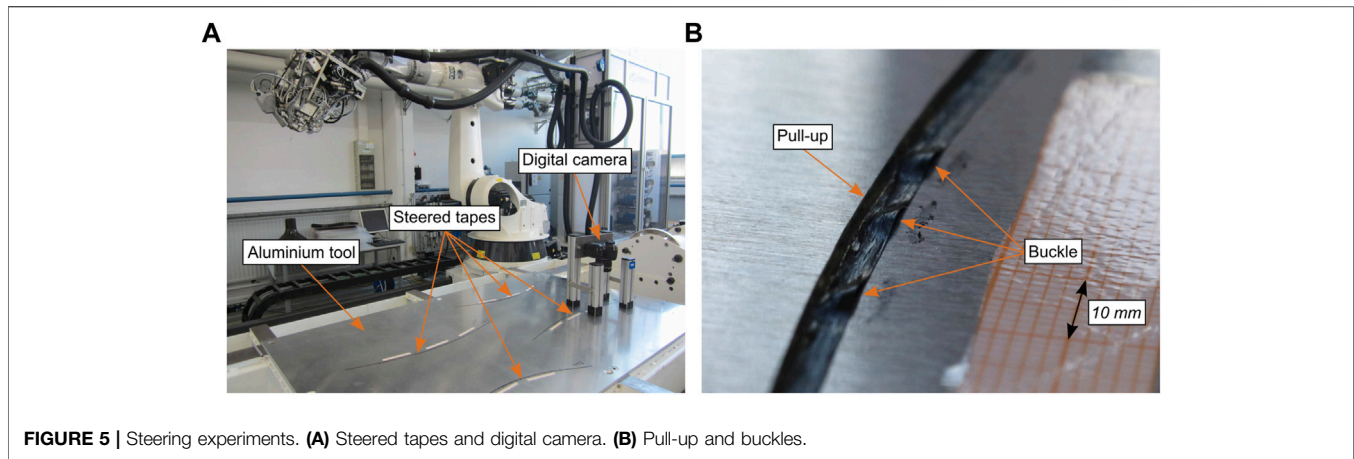 A
B
Digital camera
Steered tapes
Aluminium tool
Pull-up
Buckle
10 mm
FIGURE 5 | Steering experiments. (A) Steered tapes and digital camera. (B) Pull-up and buckles.